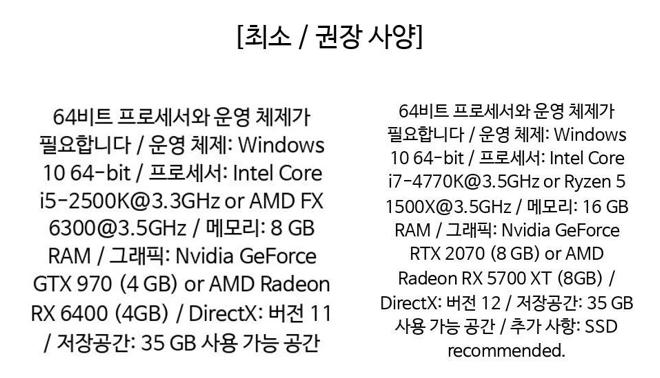 [최소 / 권장 사양]
64비트 프로세서와 운영 체제가
필요합니다 / 운영 체제: Windows
10 64-bit / 프로세서: Intel Core
i5-2500K@3.3GHz or AMD FX
6300@3.5GHz / 메모리: 8 GB
RAM / 그래픽: Nvidia GeForce
GTX 970 (4 GB) or AMD Radeon
RX 6400 (4GB) / DirectX: 버전 11
/ 저장공간: 35 GB 사용 가능 공간
64비트 프로세서와 운영 체제가
필요합니다 / 운영 체제: Windows
10 64-bit / 프로세서: Intel Core
i7-4770K@3.5GHz or Ryzen 5
1500X@3.5GHz / 메모리: 16 GB
RAM / 그래픽: Nvidia GeForce
RTX 2070 (8 GB) or AMD
Radeon RX 5700 XT (8GB) /
DirectX: 버전 12 / 저장공간: 35 GB
사용 가능 공간 / 추가 사항: SSD
recommended.